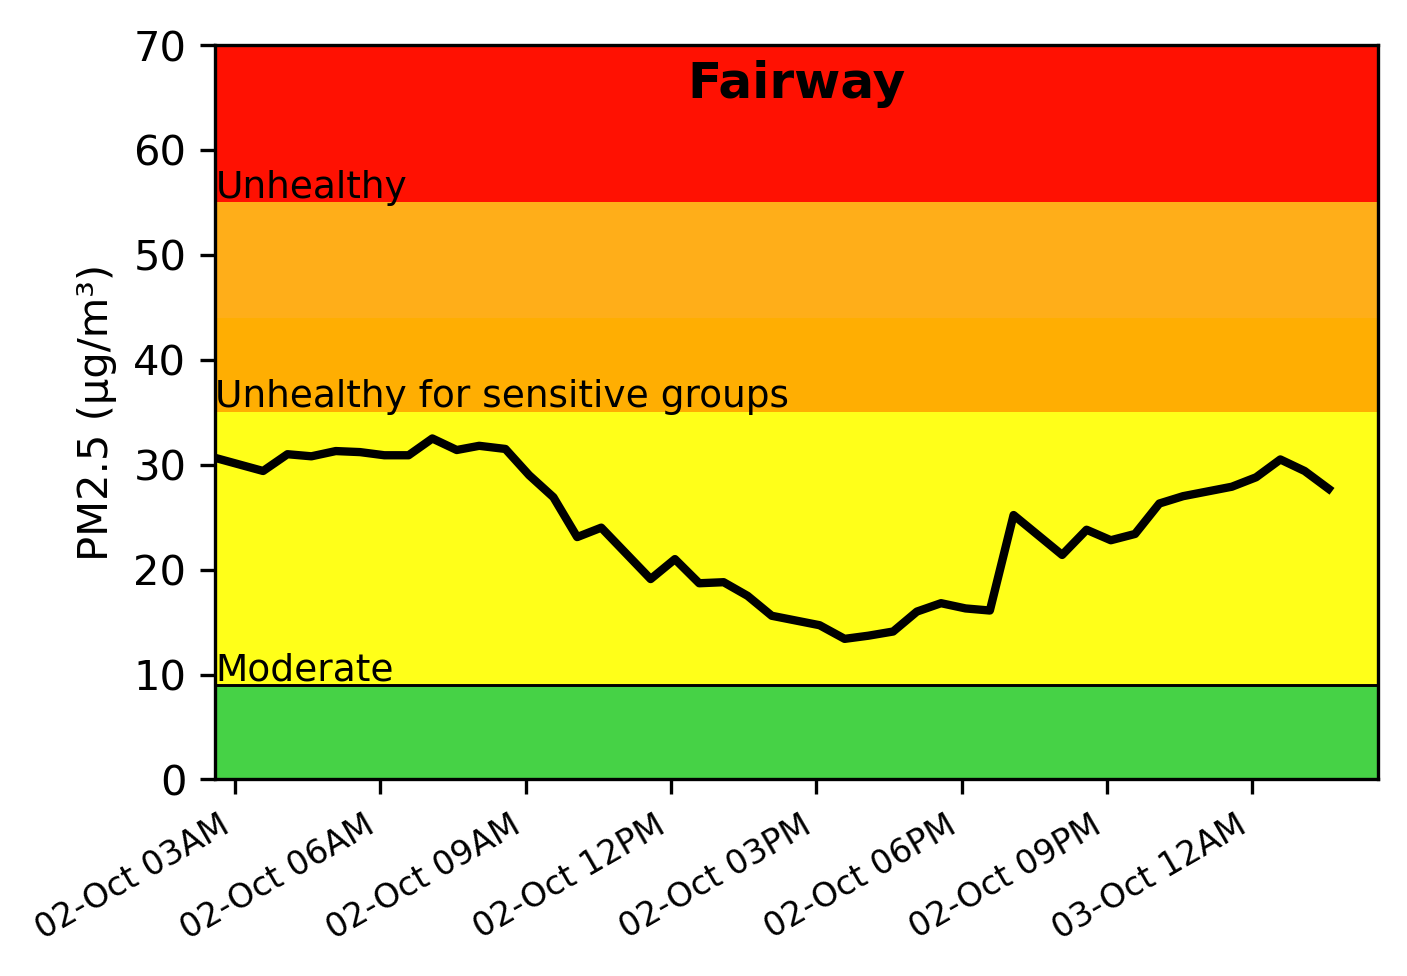 Fairway
70
60
50
40
30
20
10
0
PM2.5 (µg/m³)
Unhealthy
Unhealthy for sensitive groups
Moderate
02-Oct 03AM
02-Oct 06AM
02-Oct 09AM
02-Oct 12PM
02-Oct 03PM
02-Oct 06PM
02-Oct 09PM
03-Oct 12AM